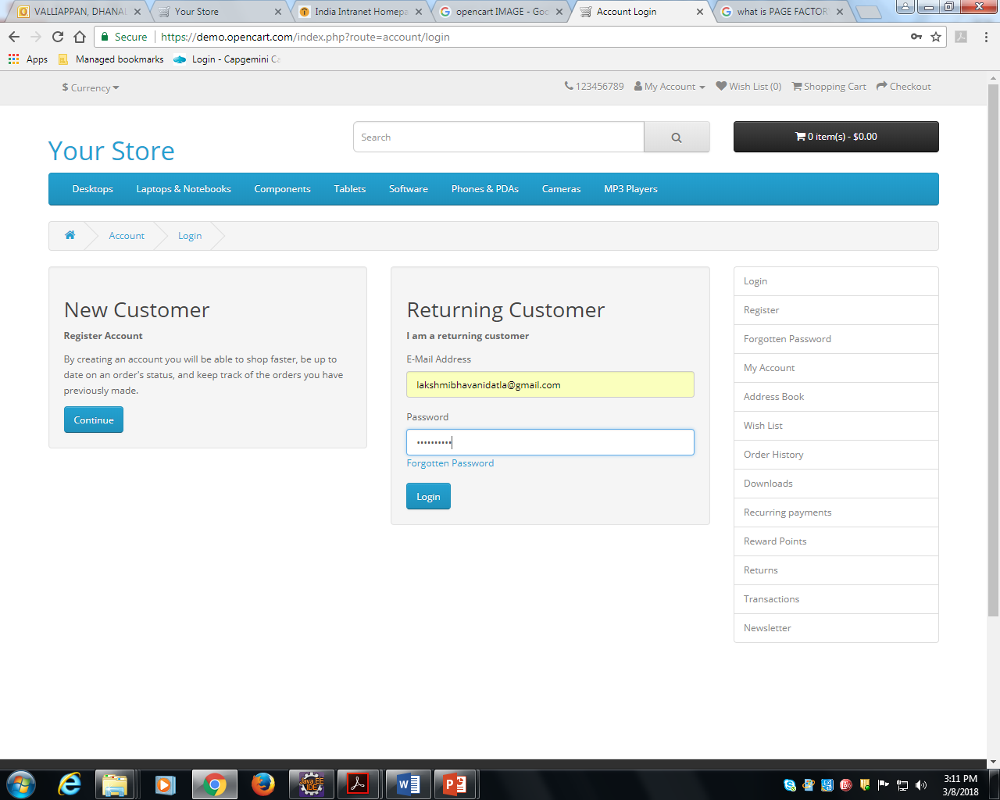 VALLIAPPAN, DHANAL
Your Store
India Intranet Homepa
opencart IMAGE - Goo
Account Login
what is PAGE FACTOR
Secure
https://demo.opencart.com/index.php?route=account/login
Apps
Managed bookmarks
Login - Capgemini Ca
$ Currency
123456789
My Account
Wish List (0)
Shopping Cart
Checkout
Your Store
Search
0 item(s) - $0.00
Desktops
Laptops & Notebooks
Components
Tablets
Software
Phones & PDAs
Cameras
MP3 Players
Account
Login
New Customer
Register Account
By creating an account you will be able to shop faster, be up to
date on an order's status, and keep track of the orders you have
previously made.
Continue
Returning Customer
I am a returning customer
E-Mail Address
lakshmibhavanidatla@gmail.com
Password
••••••••••
Forgotten Password
Login
Login
Register
Forgotten Password
My Account
Address Book
Wish List
Order History
Downloads
Recurring payments
Reward Points
Returns
Transactions
Newsletter
Java EE
IDE
3:11 PM
3/8/2018